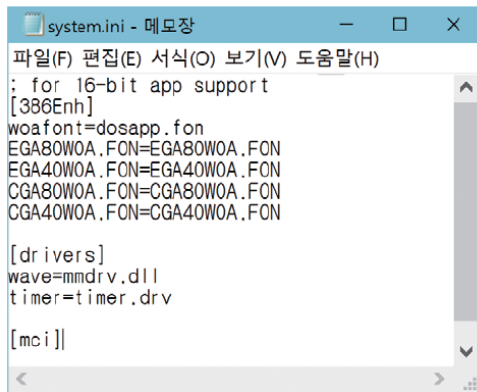 system.ini - 메모장
파일(F) 편집(E) 서식(O) 보기(V) 도움말(H)
; for 16-bit app support
[386Enh]
woafont=dosapp.fon
EGA80WOA.FON=EGA80WOA.FON
EGA40WOA.FON=EGA40WOA.FON
CGA80WOA.FON=CGA80WOA.FON
CGA40WOA.FON=CGA40WOA.FON
[drivers]
wave=mmdrv.dll
timer=timer.drv
[mci]